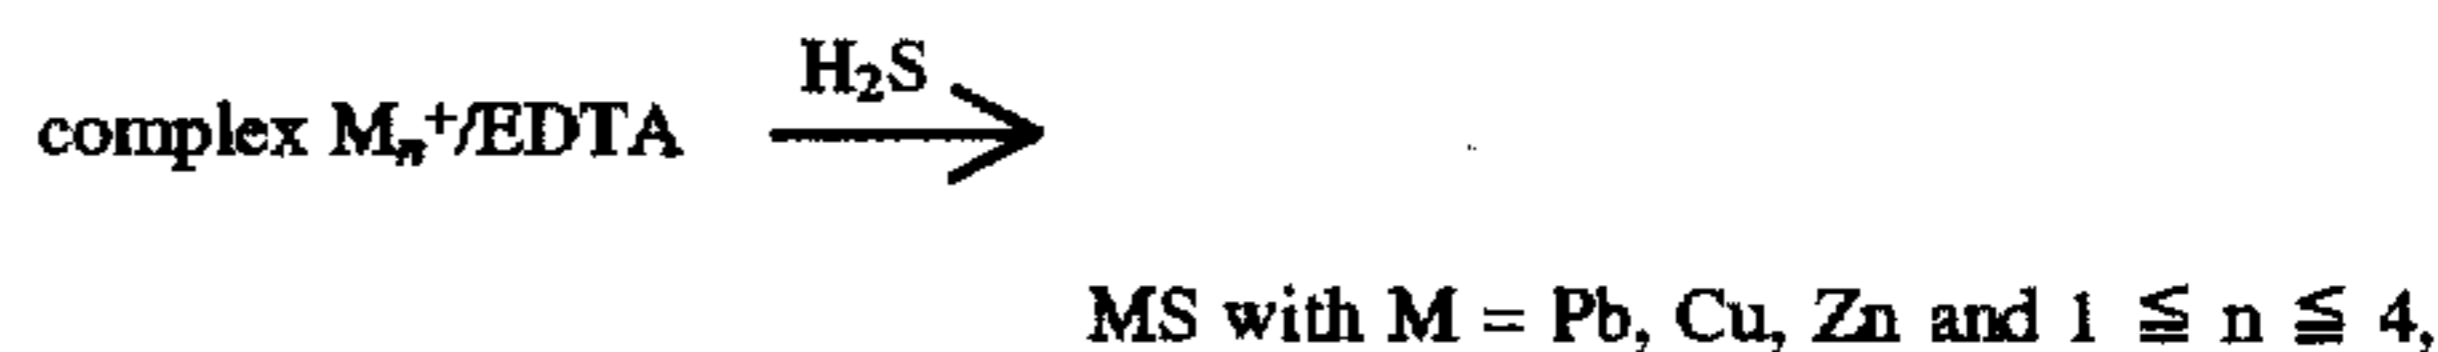 H₂S
complex Mₙ⁺/EDTA
MS with M = Pb, Cu, Zn and 1 ≦ n ≦ 4,